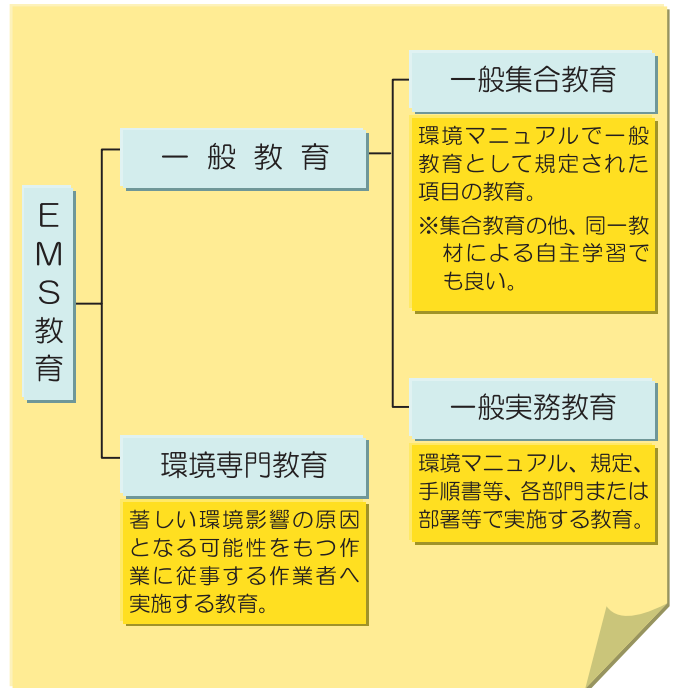 EMS教育
一般教育
環境専門教育
著しい環境影響の原因
となる可能性をもつ作
業に従事する作業者へ
実施する教育。
一般集合教育
環境マニュアルで一般
教育として規定された
項目の教育。
※集合教育の他、同一教
材による自主学習で
も良い。
一般実務教育
環境マニュアル、規定、
手順書等、各部門または
部署等で実施する教育。